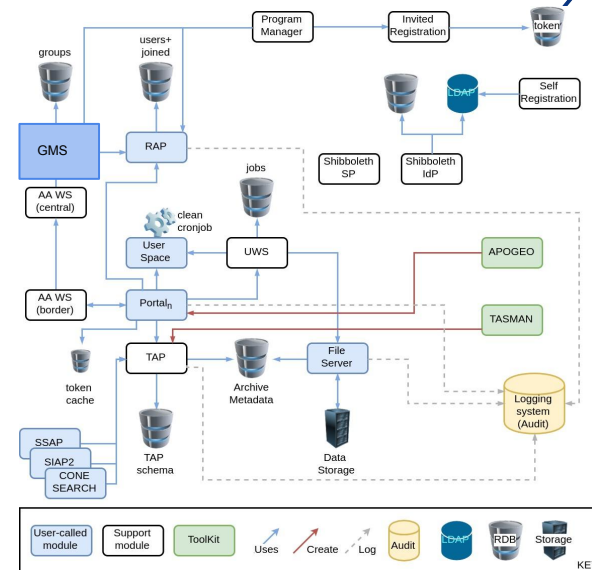 Program
Manager
Invited
Registration
token
groups
users+
joined
LDAP
Self
Registration
GMS
RAP
Shibboleth
SP
Shibboleth
IdP
jobs
AA WS
(central)
clean
cronjob
User
Space
UWS
APOGEO
AA WS
(border)
Portaln
TASMAN
TAP
File
Server
token
cache
Archive
Metadata
Logging
system
(Audit)
SSAP
SIAP2
CONE
SEARCH
TAP
schema
Data
Storage
User-called
module
Support
module
ToolKit
Uses
Create
Log
Audit
LDAP
RDB
Storage
KE